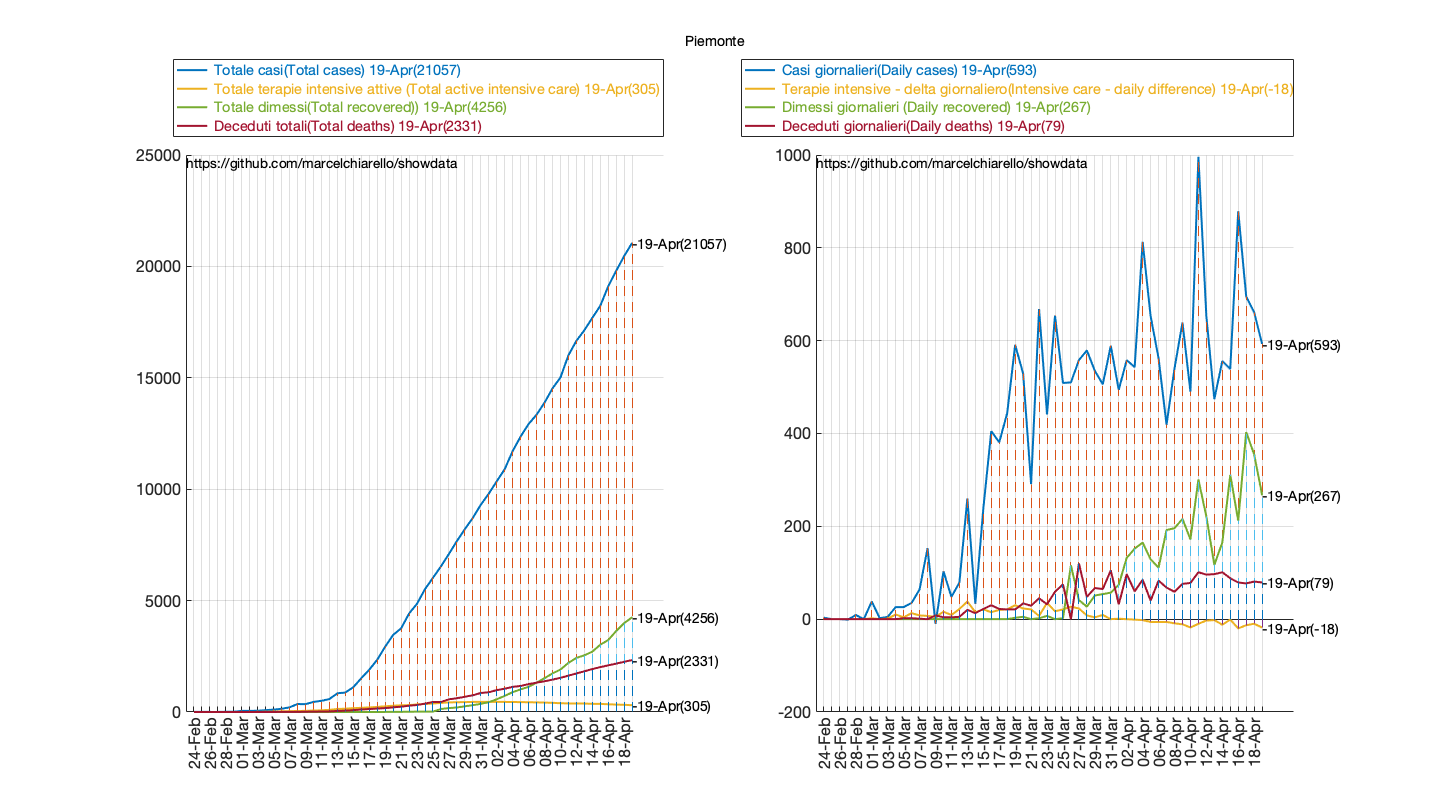 Piemonte
Totale casi(Total cases) 19-Apr(21057)
Totale terapie intensive attive (Total active intensive care) 19-Apr(305)
Totale dimessi(Total recovered)) 19-Apr(4256)
Deceduti totali(Total deaths) 19-Apr(2331)
https://github.com/marcelchiarello/showdata
25000
20000
15000
10000
5000
0
19-Apr(21057)
19-Apr(4256)
19-Apr(2331)
19-Apr(305)
24-Feb
26-Feb
28-Feb
01-Mar
03-Mar
05-Mar
07-Mar
09-Mar
11-Mar
13-Mar
15-Mar
17-Mar
19-Mar
21-Mar
23-Mar
25-Mar
27-Mar
29-Mar
31-Mar
02-Apr
04-Apr
06-Apr
08-Apr
10-Apr
12-Apr
14-Apr
16-Apr
18-Apr
Casi giornalieri(Daily cases) 19-Apr(593)
Terapie intensive - delta giornaliero(Intensive care - daily difference) 19-Apr(-18)
Dimessi giornalieri (Daily recovered) 19-Apr(267)
Deceduti giornalieri(Daily deaths) 19-Apr(79)
https://github.com/marcelchiarello/showdata
1000
800
600
400
200
0
-200
19-Apr(593)
19-Apr(267)
19-Apr(79)
19-Apr(-18)
24-Feb
26-Feb
28-Feb
01-Mar
03-Mar
05-Mar
07-Mar
09-Mar
11-Mar
13-Mar
15-Mar
17-Mar
19-Mar
21-Mar
23-Mar
25-Mar
27-Mar
29-Mar
31-Mar
02-Apr
04-Apr
06-Apr
08-Apr
10-Apr
12-Apr
14-Apr
16-Apr
18-Apr